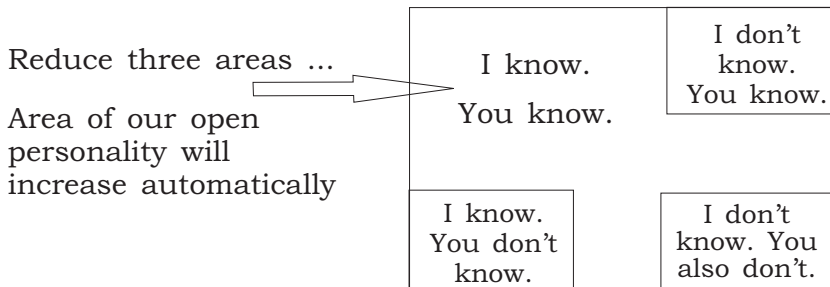 Reduce three areas ...
Area of our open
personality will
increase automatically
I know.
You know.
I don't
know.
You know.
I know.
You don't
know.
I don't
know. You
also don't.